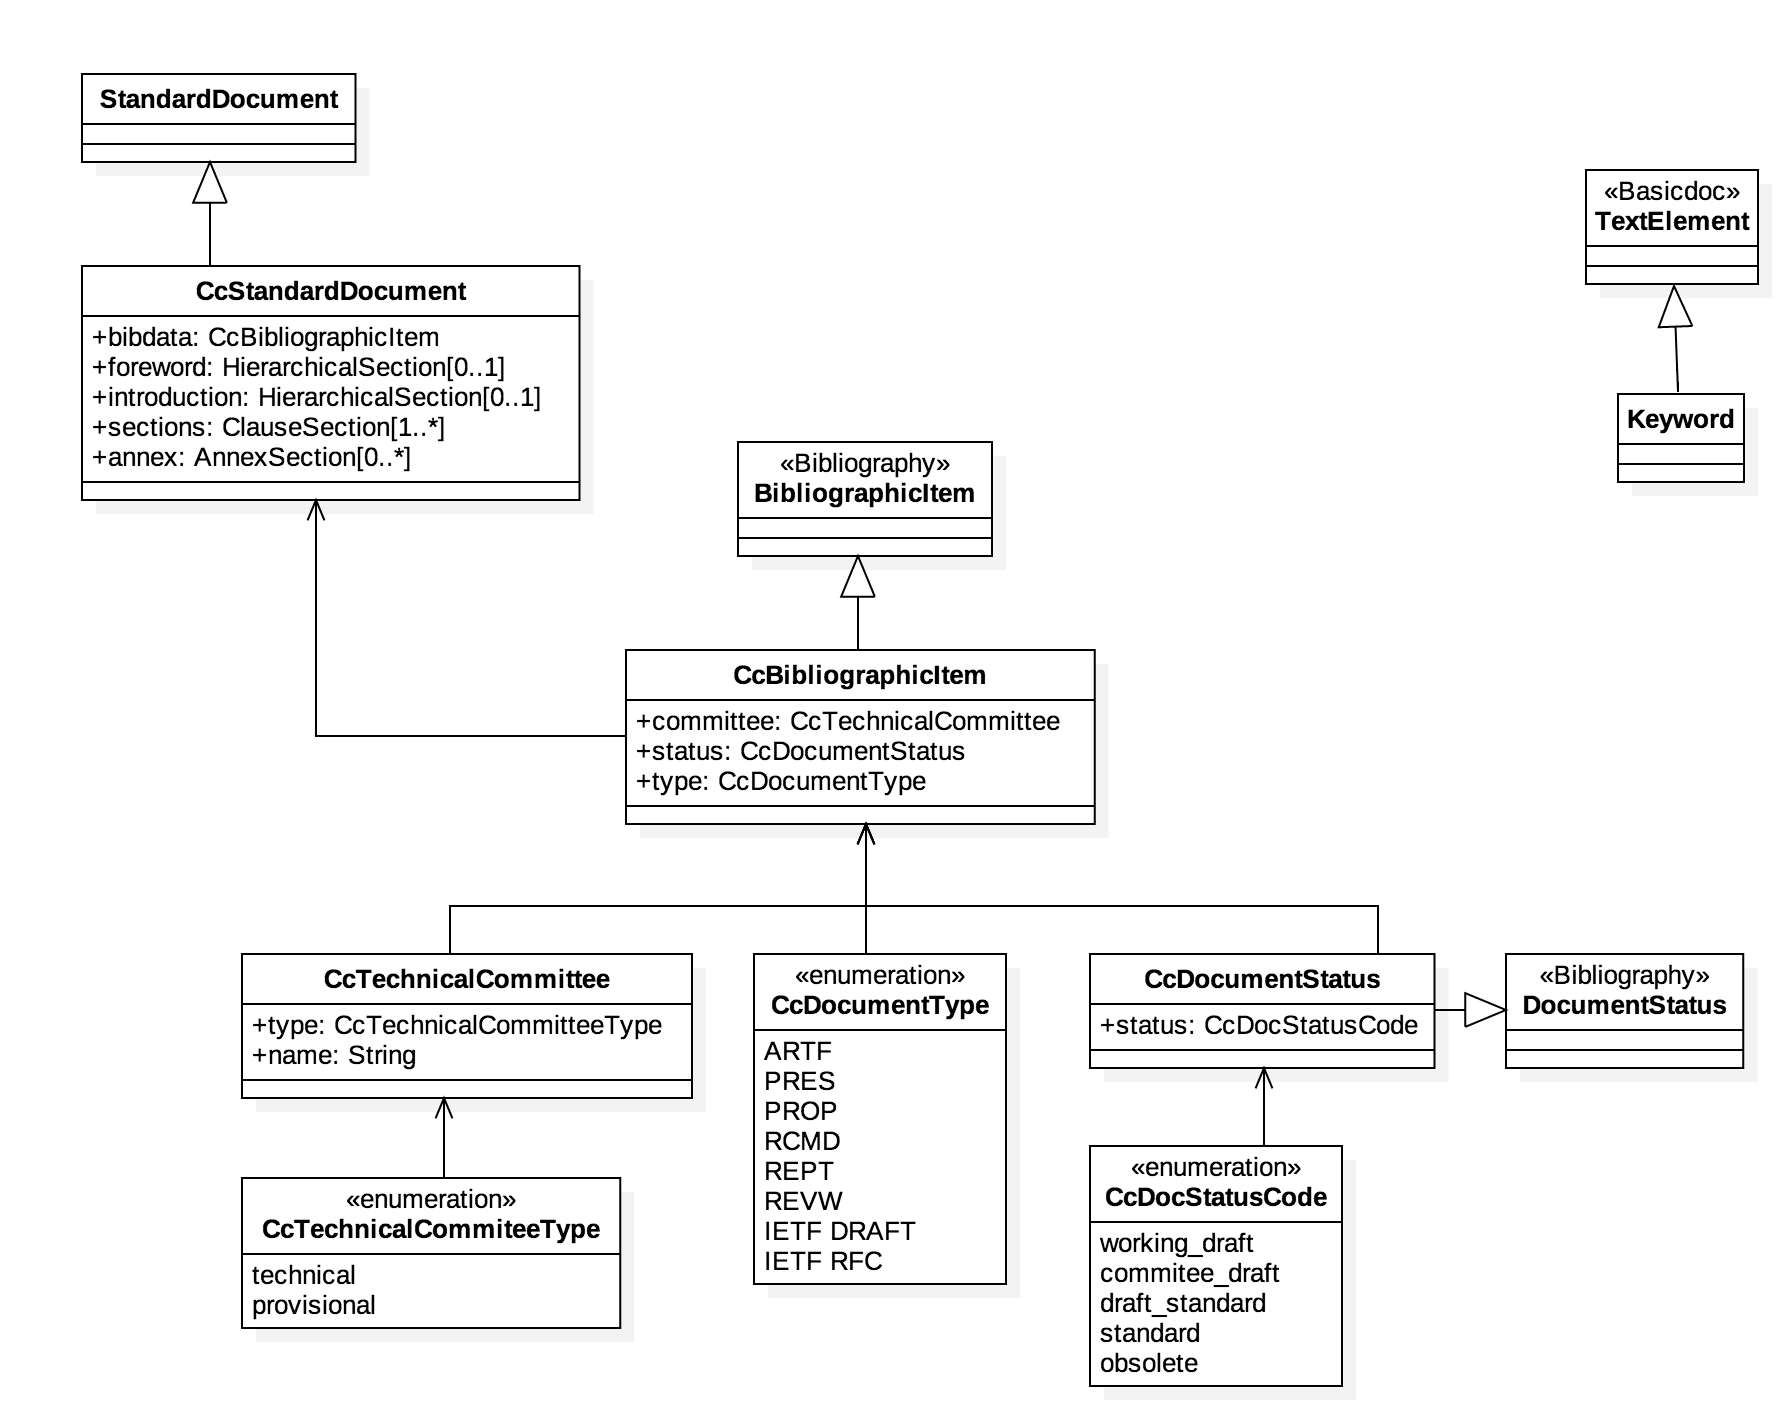 StandardDocument
«Basicdoc»
TextElement
CcStandardDocument
+bibdata: CcBibliographicItem
+foreword: HierarchicalSection[0..1]
+introduction: HierarchicalSection[0..1]
+sections: ClauseSection[1..*]
+annex: AnnexSection[0..*]
Keyword
«Bibliography»
BibliographicItem
CcBibliographicItem
+committee: CcTechnicalCommittee
+status: CcDocumentStatus
+type: CcDocumentType
CcTechnicalCommittee
+type: CcTechnicalCommitteeType
+name: String
«enumeration»
CcDocumentType
ARTF
PRES
PROP
RCMD
REPT
REVW
IETF DRAFT
IETF RFC
CcDocumentStatus
+status: CcDocStatusCode
«Bibliography»
DocumentStatus
«enumeration»
CcTechnicalCommiteeType
technical
provisional
«enumeration»
CcDocStatusCode
working_draft
commitee_draft
draft_standard
standard
obsolete